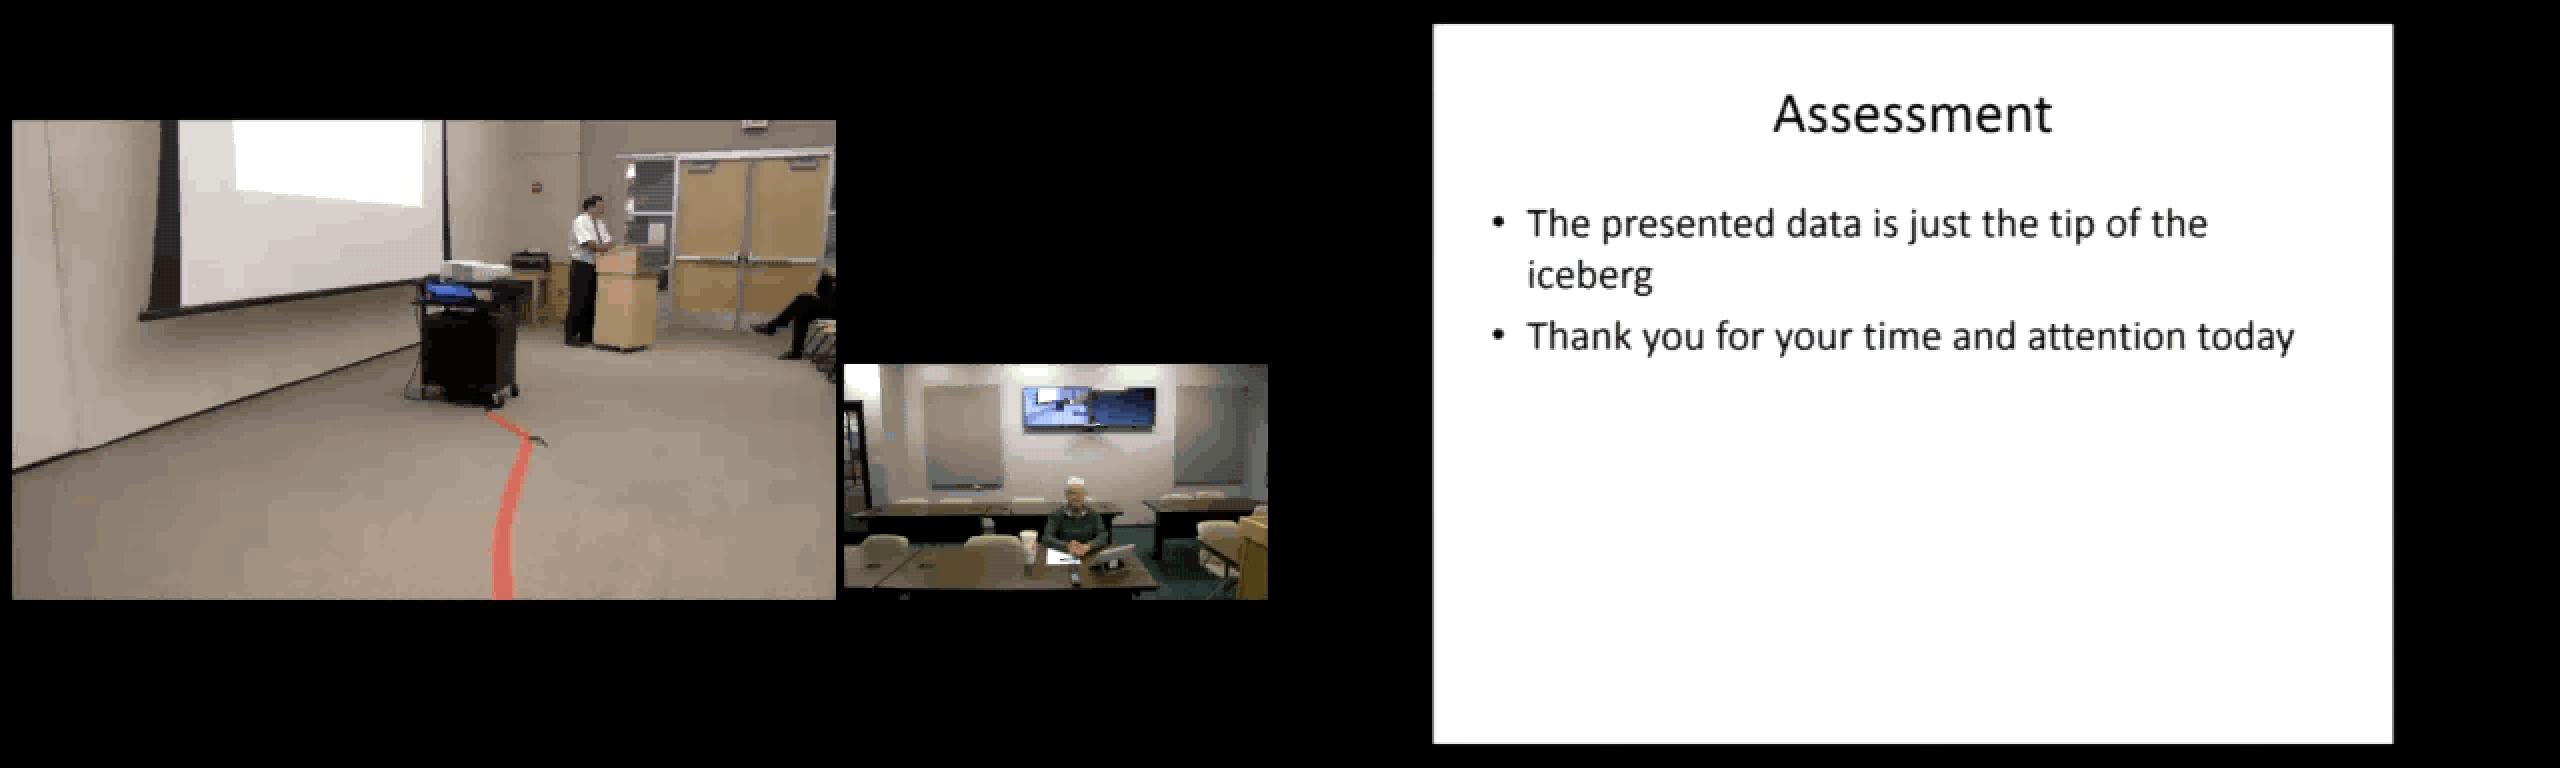 Assessment
• The presented data is just the tip of the
iceberg
• Thank you for your time and attention today